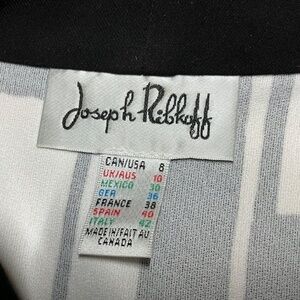 Joseph Ribkoff
CAN/USA 8
UK/AUS 10
MEXICO 30
GER 36
FRANCE 38
SPAIN 40
ITALY 42
MADE IN/FAIT AU
CANADA